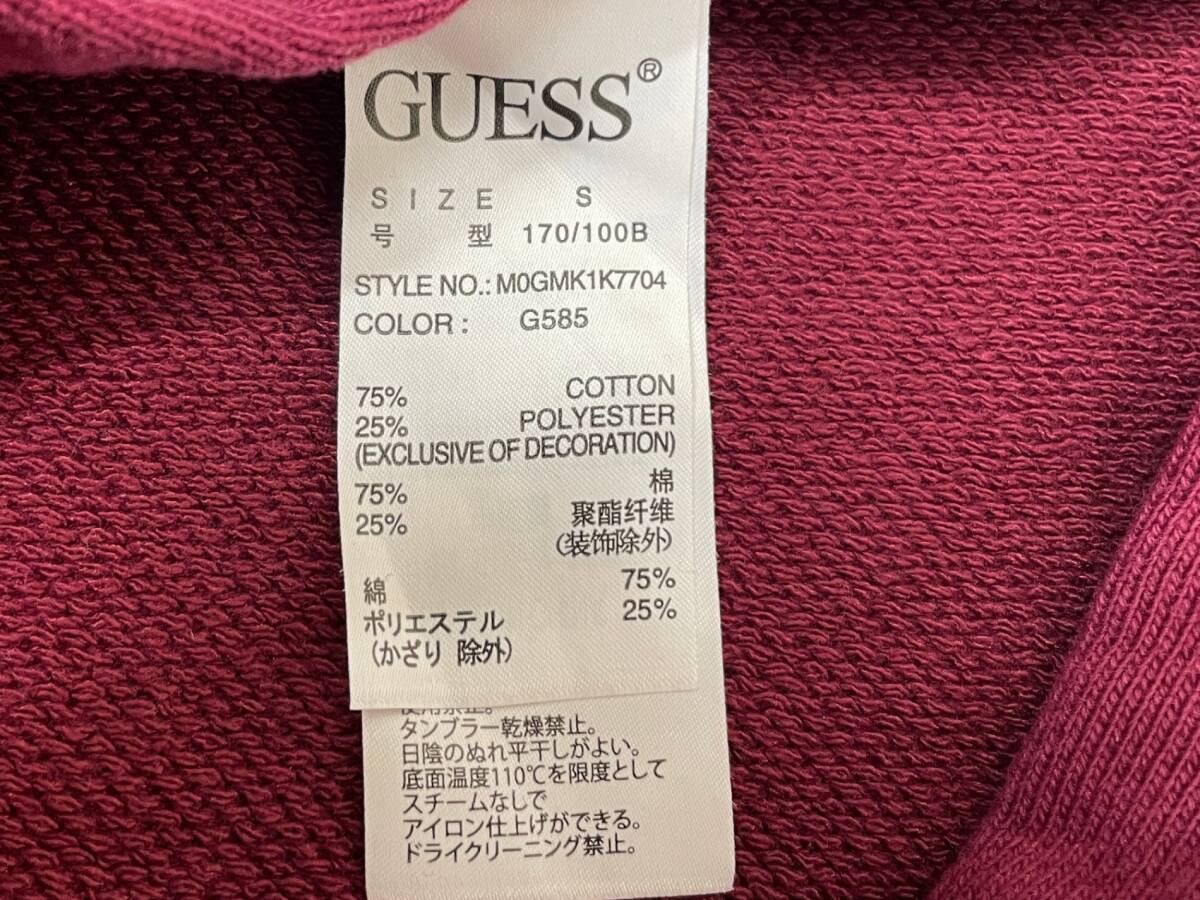 GUESS®
SIZE S
号 型 170/100B
STYLE NO.: M0GMK1K7704
COLOR : G585
75% COTTON
25% POLYESTER
(EXCLUSIVE OF DECORATION)
75% 棉
25% 聚酯纤维
(装饰除外)
綿 75%
ポリエステル 25%
(かざり 除外)
使用禁止。
タンブラー乾燥禁止。
日陰のぬれ平干しがよい。
底面温度110℃を限度として
スチームなしで
アイロン仕上げができる。
ドライクリーニング禁止。